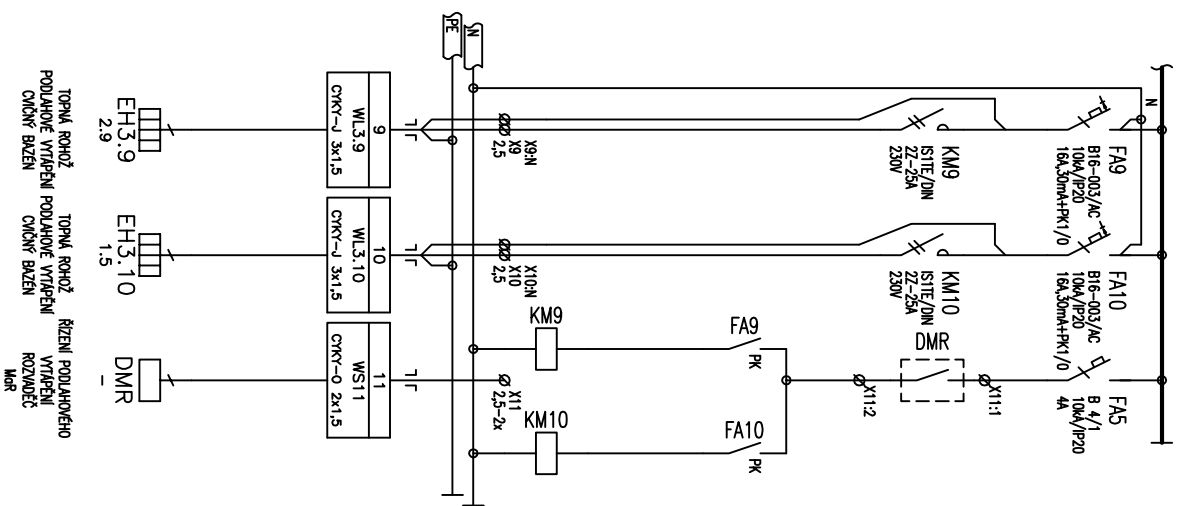 N
FA9
B16-003/AC
10kA/IP20
16A,30mA+PK1/0
FA10
B16-003/AC
10kA/IP20
16A,30mA+PK1/0
FA5
B 4/1
10kA/IP20
4A
KM9
IS1TE/DIN
2Z-25A
230V
KM10
IS1TE/DIN
2Z-25A
230V
DMR
X11:1
X11:2
FA9
PK
FA10
PK
KM9
KM10
X9:N
X9
2,5
X10:N
X10
2,5
X11
2,5-2x
N
PE
9
WL3.9
CYKY-J 3x1,5
10
WL3.10
CYKY-J 3x1,5
11
WS11
CYKY-O 2x1,5
EH3.9
2.9
EH3.10
1.5
DMR
-
TOPNÁ ROHOŽ
PODLAHOVÉ VYTÁPĚNÍ
CVIČNÝ BAZÉN
TOPNÁ ROHOŽ
PODLAHOVÉ VYTÁPĚNÍ
CVIČNÝ BAZÉN
ŘÍZENÍ PODLAHOVÉHO
VYTÁPĚNÍ
ROZVADĚČ
MaR